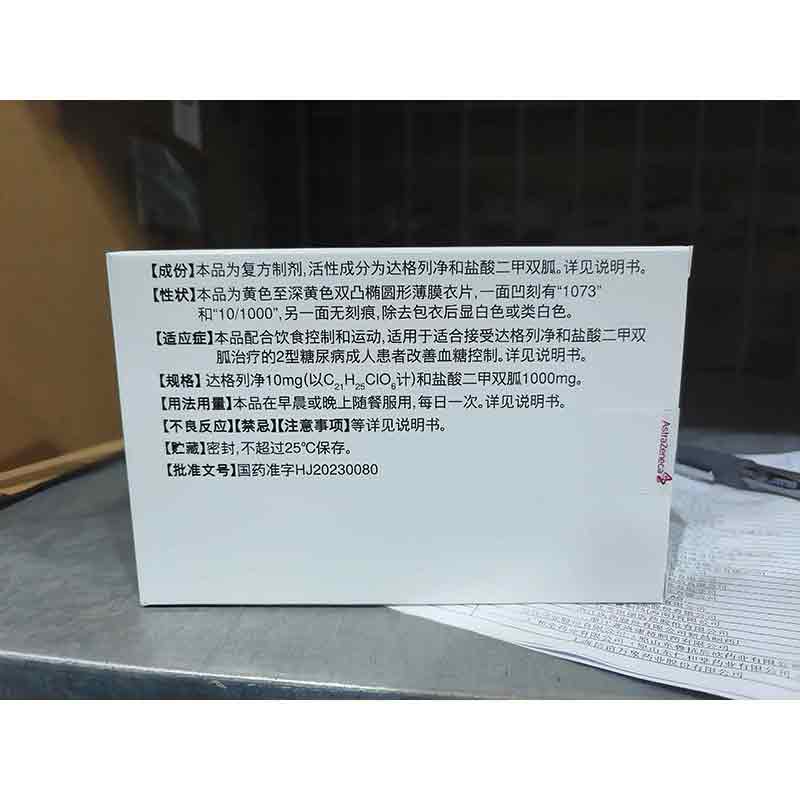 【成份】本品为复方制剂,活性成分为达格列净和盐酸二甲双胍。详见说明书。
【性状】本品为黄色至深黄色双凸椭圆形薄膜衣片,一面凹刻有“1073”
和“10/1000”,另一面无刻痕,除去包衣后显白色或类白色。
【适应症】本品配合饮食控制和运动,适用于适合接受达格列净和盐酸二甲双
胍治疗的2型糖尿病成人患者改善血糖控制。详见说明书。
【规格】达格列净10mg(以C₂₁H₂₅ClO₆计)和盐酸二甲双胍1000mg。
【用法用量】本品在早晨或晚上随餐服用,每日一次。详见说明书。
【不良反应】【禁忌】【注意事项】等详见说明书。
【贮藏】密封,不超过25℃保存。
【批准文号】国药准字HJ20230080
AstraZeneca